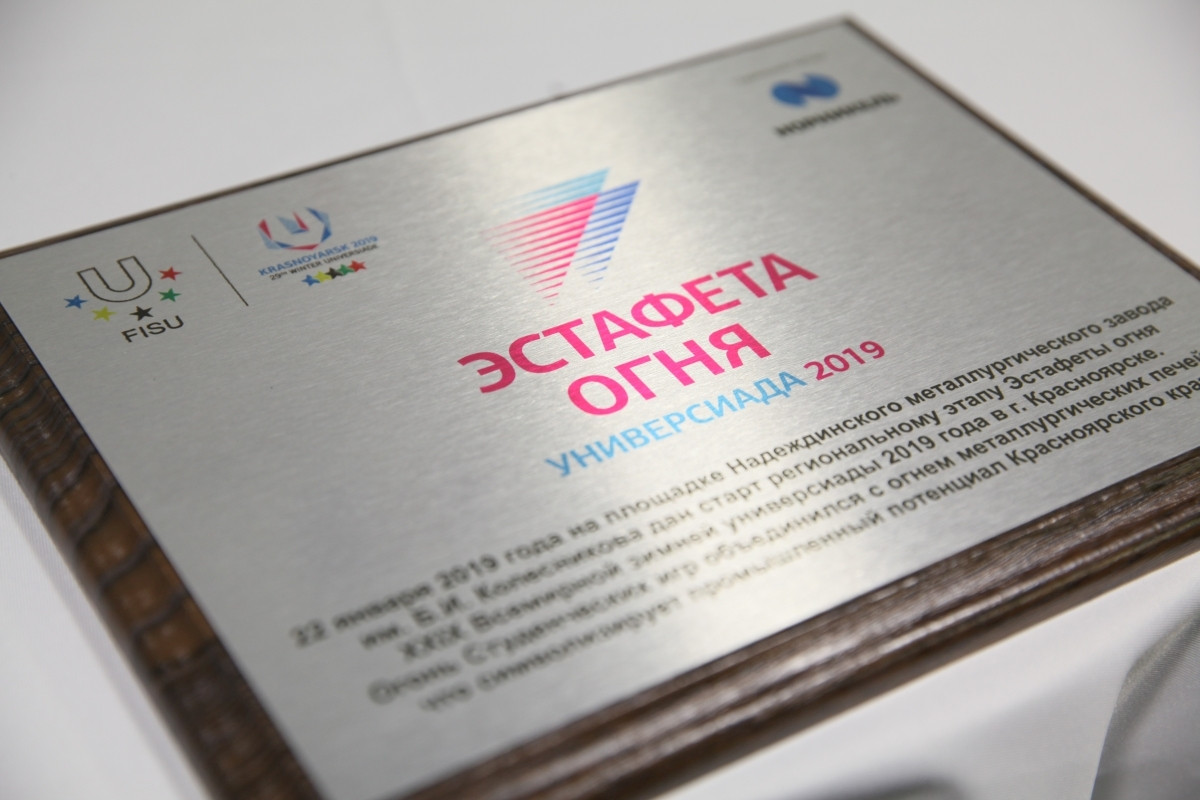 FISU
KRASNOYARSK 2019
29TH WINTER UNIVERSIADE
НОРНИКЕЛЬ
ЭСТАФЕТА
ОГНЯ
УНИВЕРСИАДА 2019
22 января 2019 года на площадке Надеждинского металлургического завода
им. Б.И. Колесникова дан старт региональному этапу Эстафеты огня
XXIX Всемирной зимней универсиады 2019 года в г. Красноярске.
Огонь Студенческих игр объединился с огнем металлургических печей
что символизирует промышленный потенциал Красноярского края